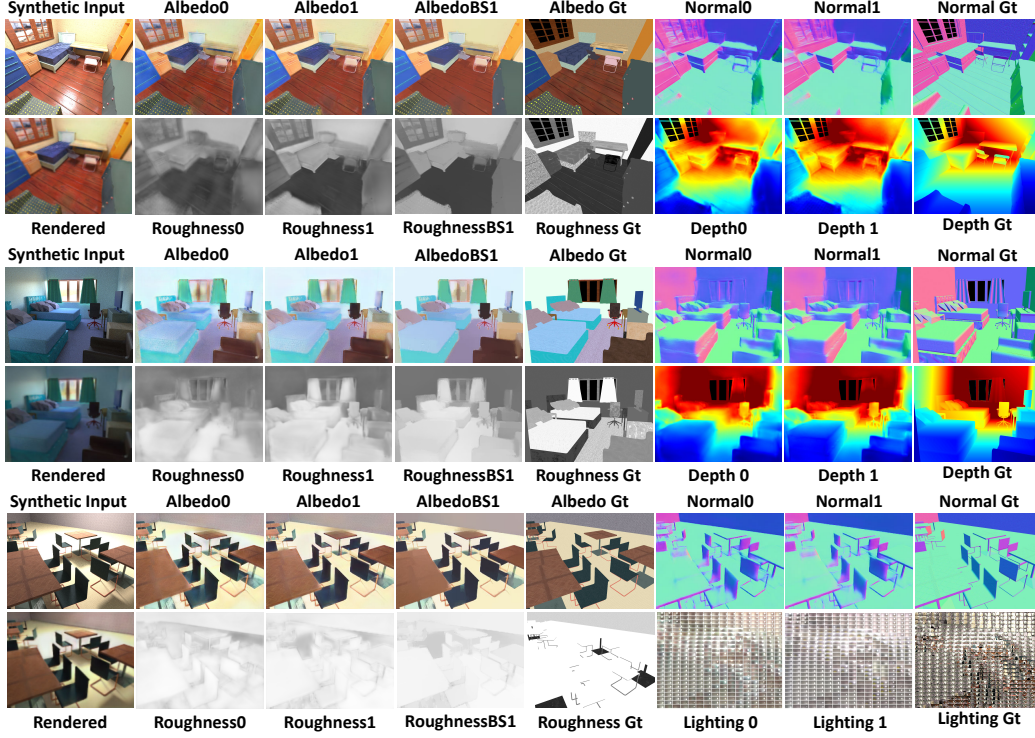 Synthetic Input Albedo0 Albedo1 AlbedoBS1 Albedo Gt Normal0 Normal1 Normal Gt
Rendered Roughness0 Roughness1 RoughnessBS1 Roughness Gt Depth0 Depth 1 Depth Gt
Synthetic Input Albedo0 Albedo1 AlbedoBS1 Albedo Gt Normal0 Normal1 Normal Gt
Rendered Roughness0 Roughness1 RoughnessBS1 Roughness Gt Depth 0 Depth 1 Depth Gt
Synthetic Input Albedo0 Albedo1 AlbedoBS1 Albedo Gt Normal0 Normal1 Normal Gt
Rendered Roughness0 Roughness1 RoughnessBS1 Roughness Gt Lighting 0 Lighting 1 Lighting Gt